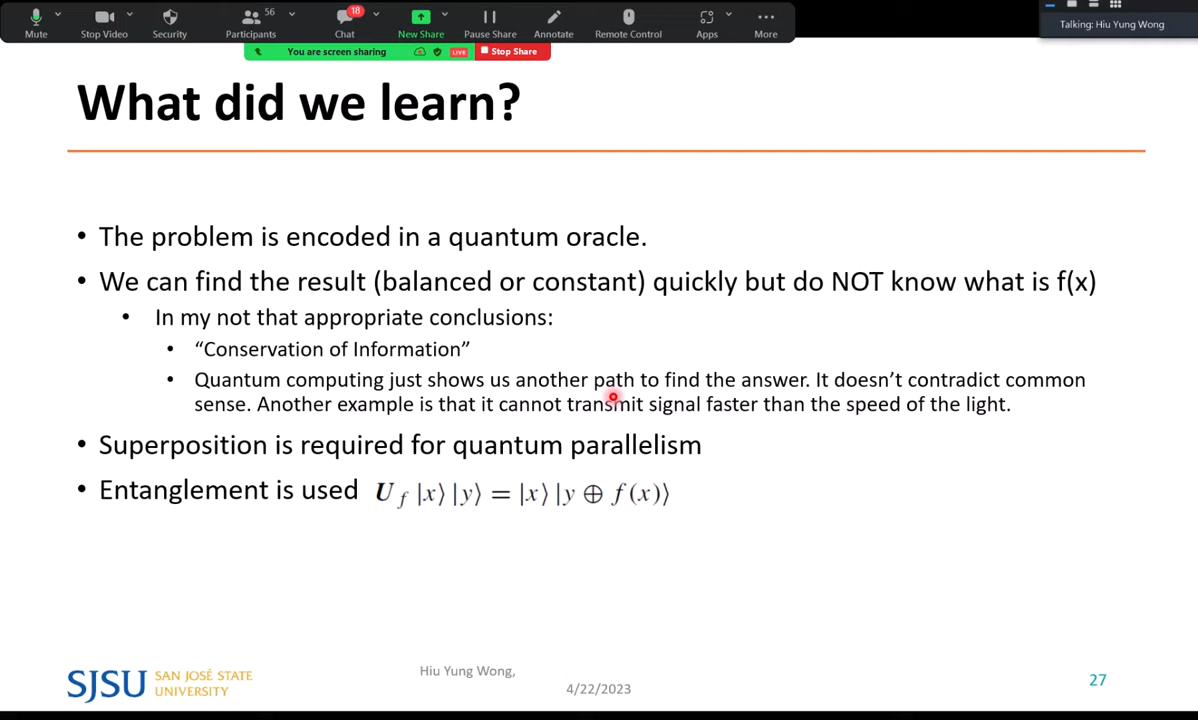 56
18
Mute
Stop Video
Security
Participants
Chat
New Share
Pause Share
Annotate
Remote Control
Apps
More
Talking: Hiu Yung Wong
You are screen sharing
LIVE
Stop Share
What did we learn?
• The problem is encoded in a quantum oracle.
• We can find the result (balanced or constant) quickly but do NOT know what is f(x)
• In my not that appropriate conclusions:
• “Conservation of Information”
• Quantum computing just shows us another path to find the answer. It doesn’t contradict common
sense. Another example is that it cannot transmit signal faster than the speed of the light.
• Superposition is required for quantum parallelism
• Entanglement is used U_f |x⟩ |y⟩ = |x⟩ |y ⊕ f(x)⟩
SJSU SAN JOSÉ STATE
UNIVERSITY
Hiu Yung Wong,
4/22/2023
27